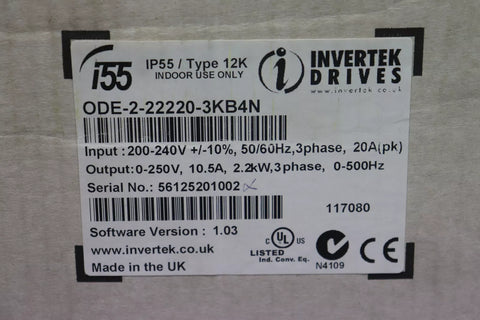 i55
IP55 / Type 12K
INDOOR USE ONLY
INVERTEK
DRIVES
www.invertek.co.uk
ODE-2-22220-3KB4N
Input : 200-240V +/-10%, 50/60Hz,3phase, 20A(pk)
Output:0-250V, 10.5A, 2.2kW,3phase, 0-500Hz
Serial No.: 56125201002
117080
Software Version : 1.03
www.invertek.co.uk
Made in the UK
c UL US
LISTED
Ind. Conv. Eq.
N4109
CE